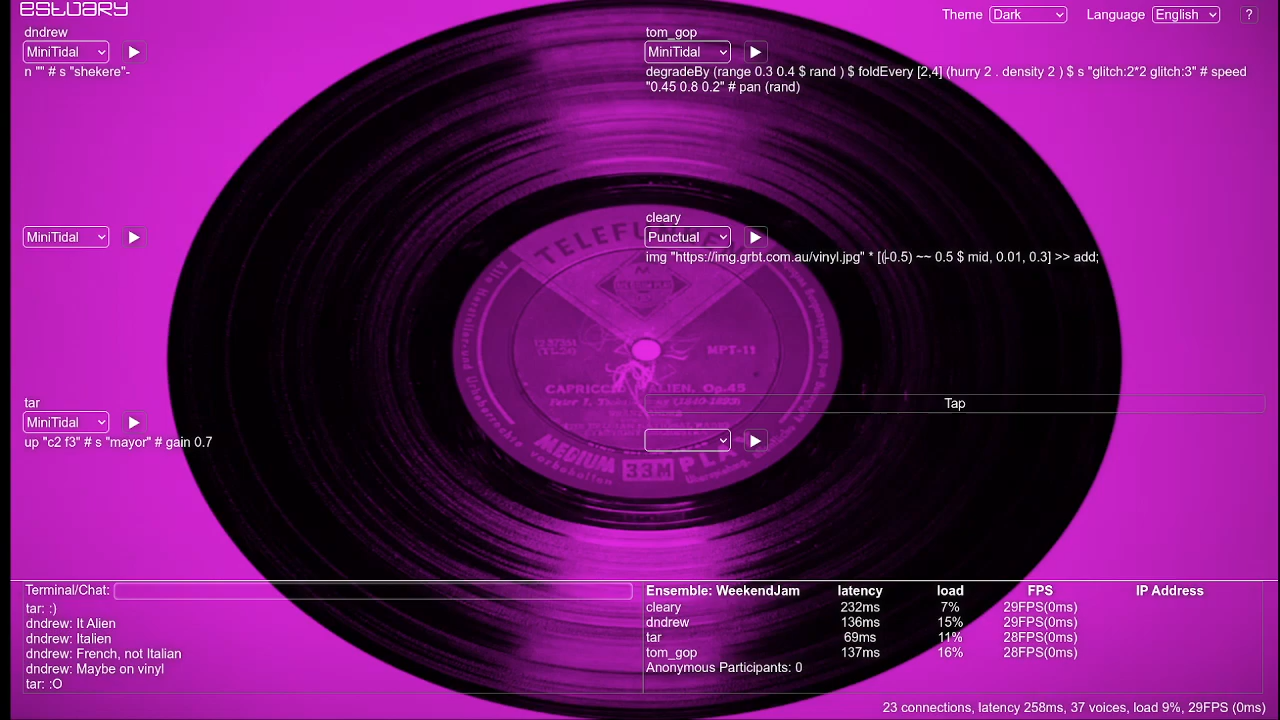 estuary
Theme Dark Language English ?
dndrew
MiniTidal
n "" # s "shekere"-
tom_gop
MiniTidal
degradeBy (range 0.3 0.4 $ rand ) $ foldEvery [2,4] (hurry 2 . density 2 ) $ s "glitch:2*2 glitch:3" # speed
"0.45 0.8 0.2" # pan (rand)
MiniTidal
cleary
Punctual
img "https://img.grbt.com.au/vinyl.jpg" * [(-0.5) ~~ 0.5 $ mid, 0.01, 0.3] >> add;
MPT-11
Op.45
MEDIUM 33M
tar
MiniTidal
up "c2 f3" # s "mayor" # gain 0.7
Tap
Terminal/Chat:
tar: :)
dndrew: It Alien
dndrew: Italien
dndrew: French, not Italian
dndrew: Maybe on vinyl
tar: :O
Ensemble: WeekendJam latency load FPS IP Address
cleary 232ms 7% 29FPS(0ms)
dndrew 136ms 15% 29FPS(0ms)
tar 69ms 11% 28FPS(0ms)
tom_gop 137ms 16% 28FPS(0ms)
Anonymous Participants: 0
23 connections, latency 258ms, 37 voices, load 9%, 29FPS (0ms)